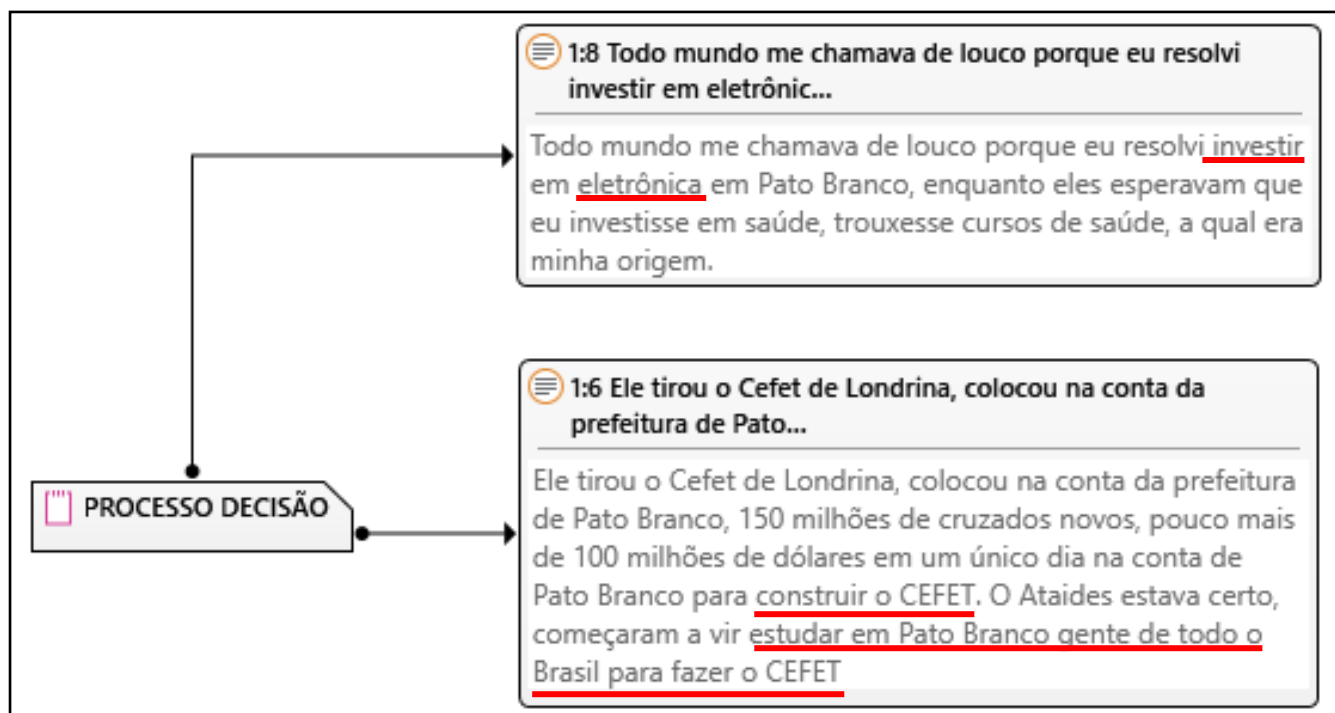 1:8 Todo mundo me chamava de louco porque eu resolvi
investir em eletrônic...
Todo mundo me chamava de louco porque eu resolvi investir
em eletrônica em Pato Branco, enquanto eles esperavam que
eu investisse em saúde, trouxesse cursos de saúde, a qual era
minha origem.
1:6 Ele tirou o Cefet de Londrina, colocou na conta da
prefeitura de Pato...
Ele tirou o Cefet de Londrina, colocou na conta da prefeitura
de Pato Branco, 150 milhões de cruzados novos, pouco mais
de 100 milhões de dólares em um único dia na conta de
Pato Branco para construir o CEFET. O Ataides estava certo,
começaram a vir estudar em Pato Branco gente de todo o
Brasil para fazer o CEFET
PROCESSO DECISÃO